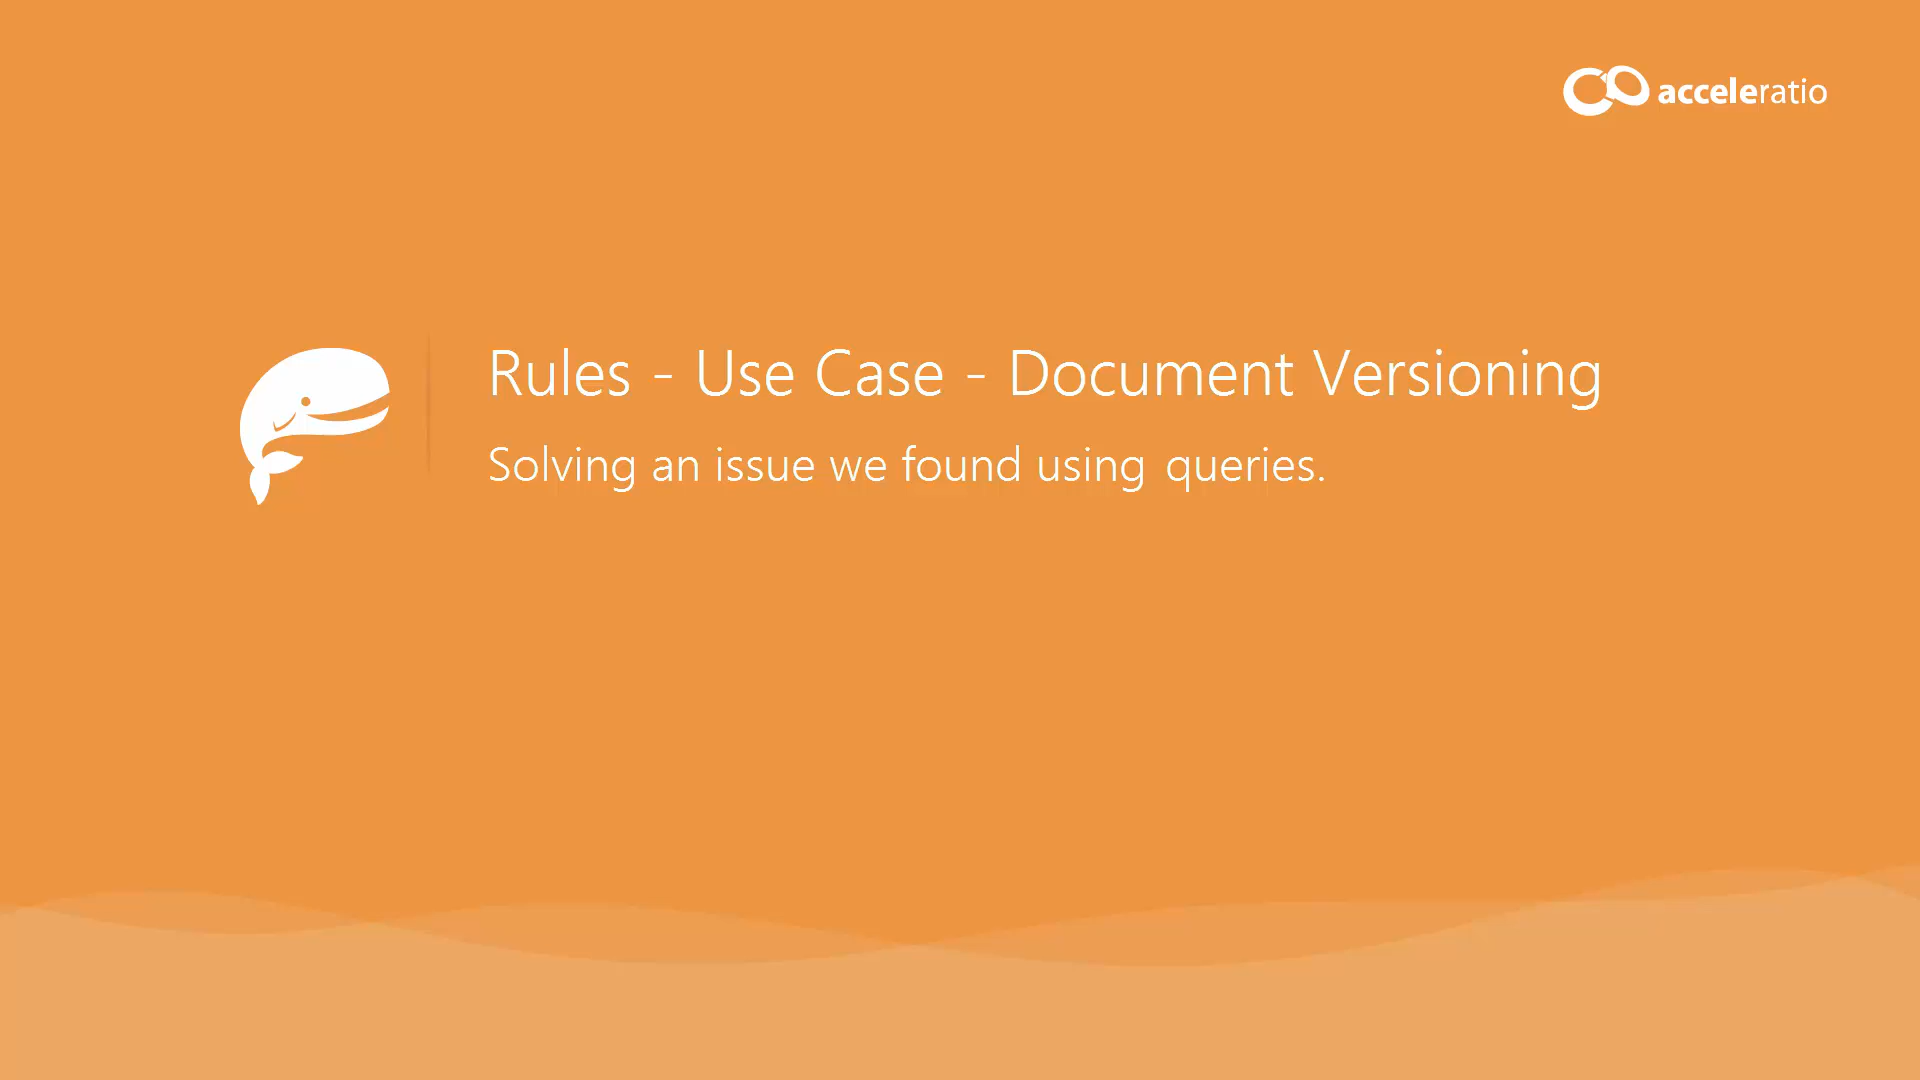 acceleratio
Rules - Use Case - Document Versioning
Solving an issue we found using queries.